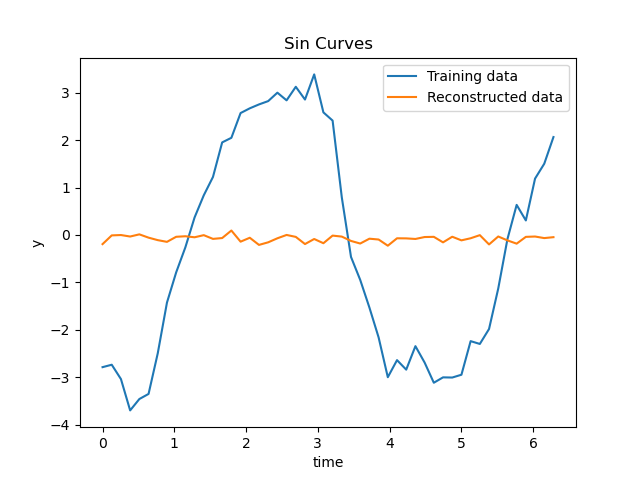 Sin Curves
Training data
Reconstructed data
3
2
1
0
−1
−2
−3
−4
y
0 1 2 3 4 5 6
time